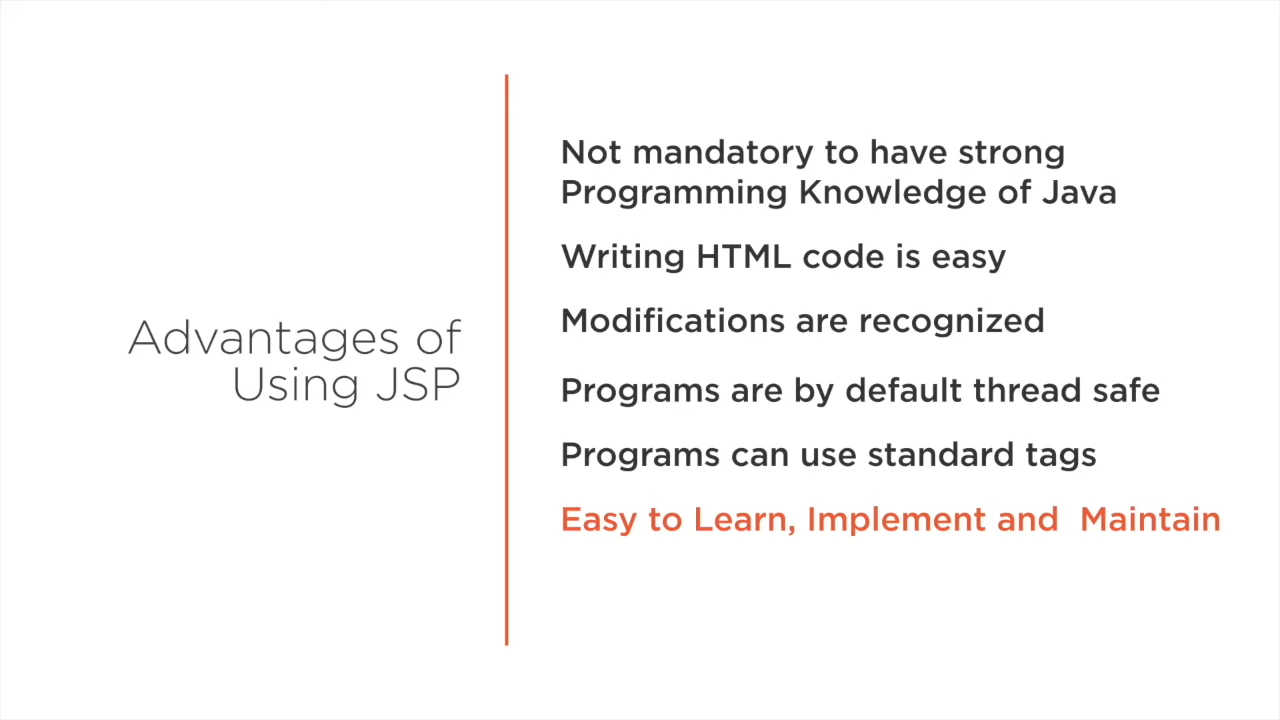 Advantages of
Using JSP
Not mandatory to have strong
Programming Knowledge of Java
Writing HTML code is easy
Modifications are recognized
Programs are by default thread safe
Programs can use standard tags
Easy to Learn, Implement and  Maintain